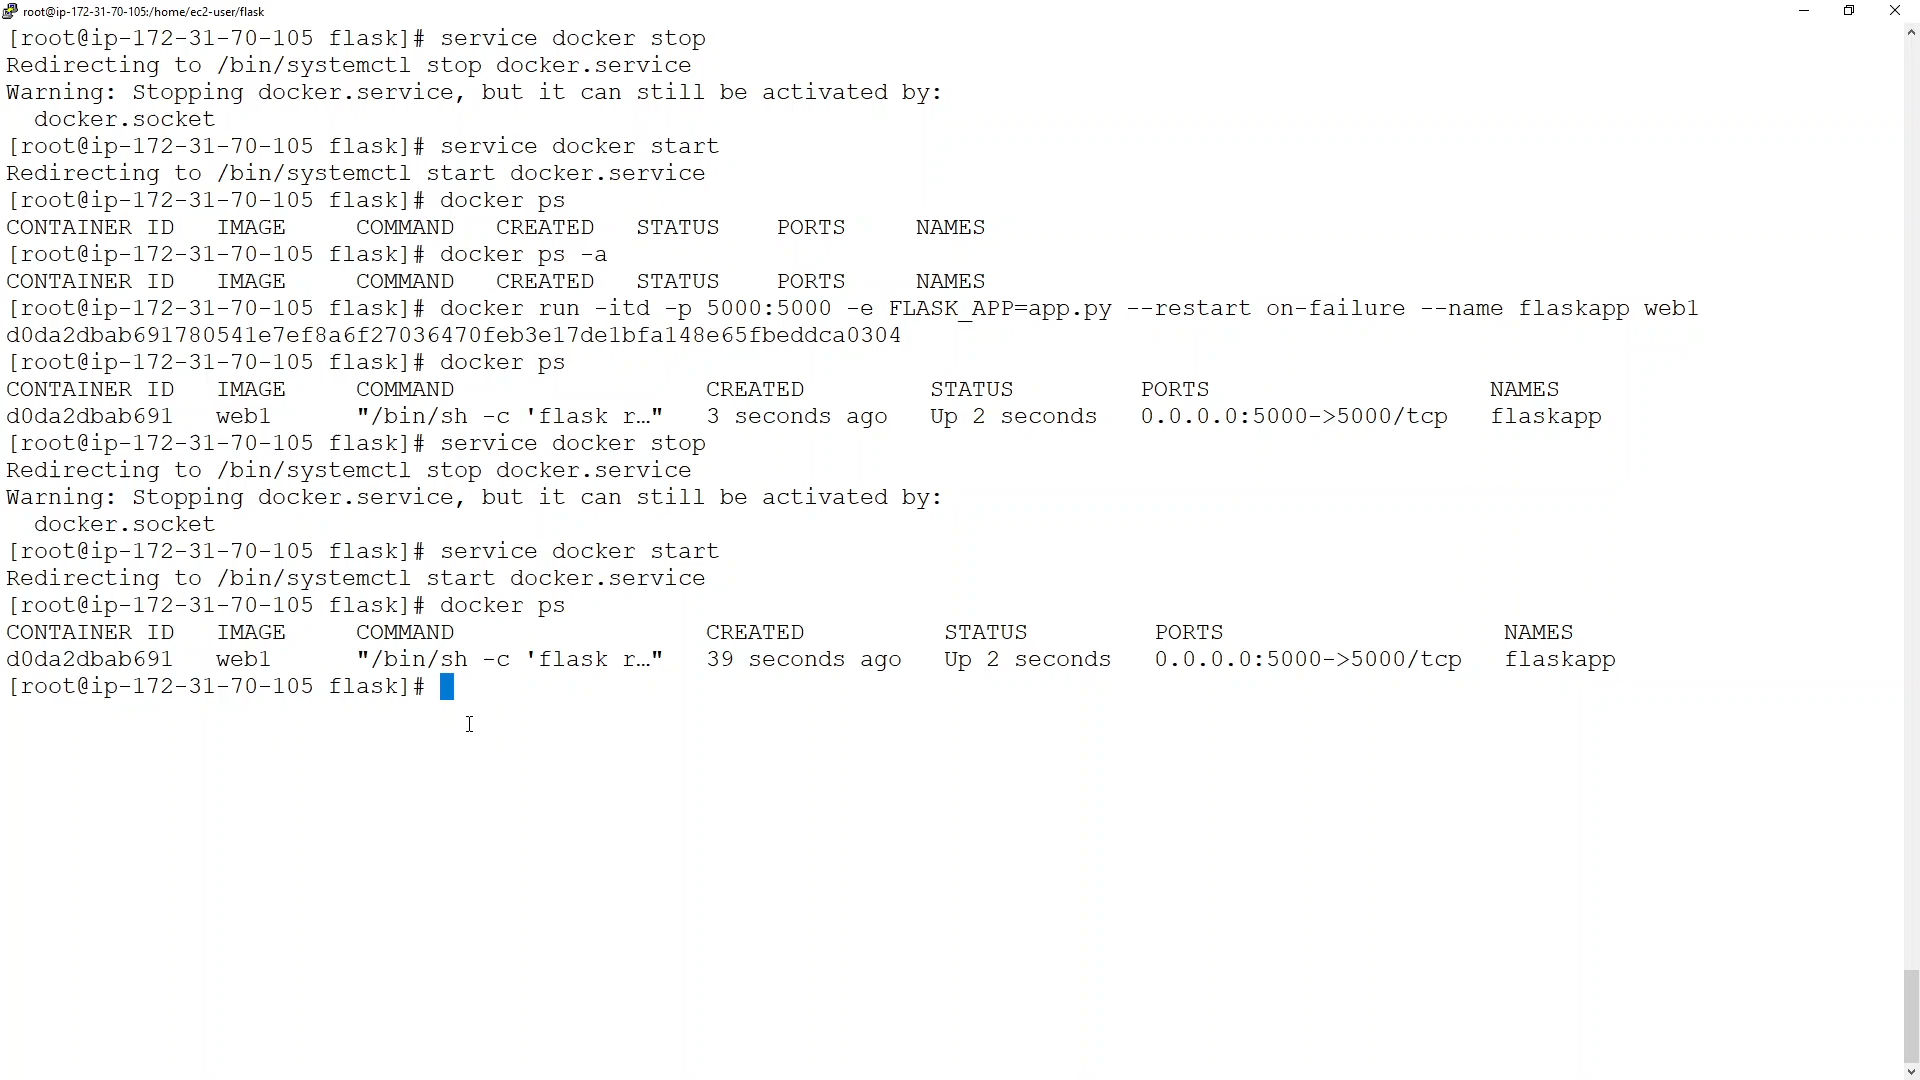 root@ip-172-31-70-105:/home/ec2-user/flask
[root@ip-172-31-70-105 flask]# service docker stop
Redirecting to /bin/systemctl stop docker.service
Warning: Stopping docker.service, but it can still be activated by:
  docker.socket
[root@ip-172-31-70-105 flask]# service docker start
Redirecting to /bin/systemctl start docker.service
[root@ip-172-31-70-105 flask]# docker ps
CONTAINER ID   IMAGE     COMMAND   CREATED   STATUS    PORTS     NAMES
[root@ip-172-31-70-105 flask]# docker ps -a
CONTAINER ID   IMAGE     COMMAND   CREATED   STATUS    PORTS     NAMES
[root@ip-172-31-70-105 flask]# docker run -itd -p 5000:5000 -e FLASK_APP=app.py --restart on-failure --name flaskapp web1
d0da2dbab691780541e7ef8a6f27036470feb3e17de1bfa148e65fbeddca0304
[root@ip-172-31-70-105 flask]# docker ps
CONTAINER ID   IMAGE     COMMAND                  CREATED         STATUS         PORTS                    NAMES
d0da2dbab691   web1      "/bin/sh -c 'flask r…"   3 seconds ago   Up 2 seconds   0.0.0.0:5000->5000/tcp   flaskapp
[root@ip-172-31-70-105 flask]# service docker stop
Redirecting to /bin/systemctl stop docker.service
Warning: Stopping docker.service, but it can still be activated by:
  docker.socket
[root@ip-172-31-70-105 flask]# service docker start
Redirecting to /bin/systemctl start docker.service
[root@ip-172-31-70-105 flask]# docker ps
CONTAINER ID   IMAGE     COMMAND                  CREATED          STATUS         PORTS                    NAMES
d0da2dbab691   web1      "/bin/sh -c 'flask r…"   39 seconds ago   Up 2 seconds   0.0.0.0:5000->5000/tcp   flaskapp
[root@ip-172-31-70-105 flask]#